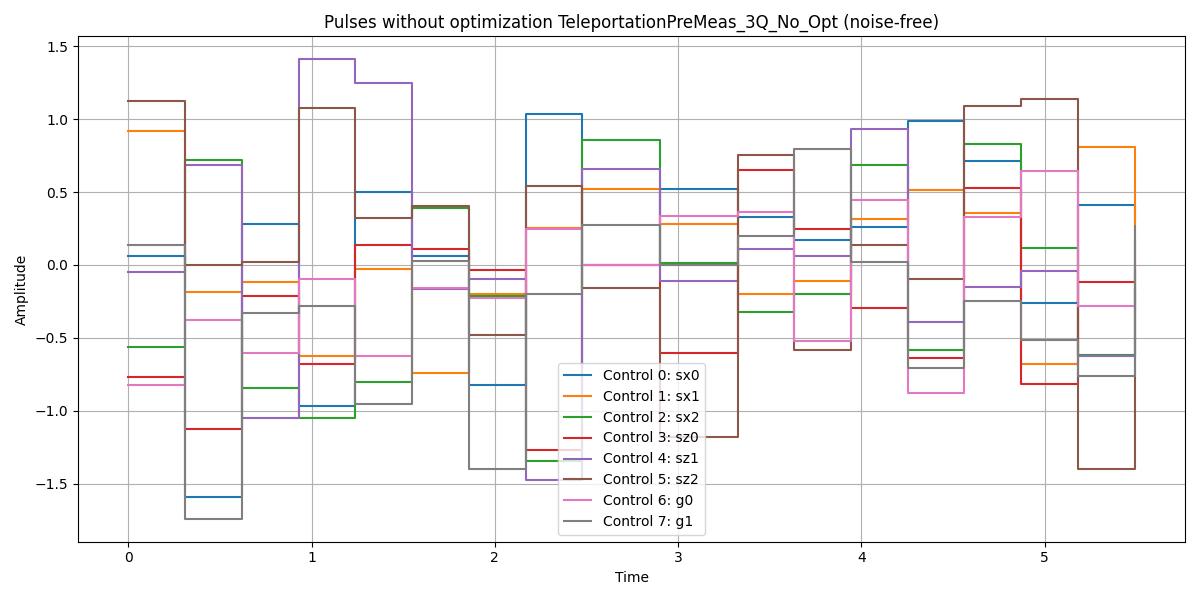 Pulses without optimization TeleportationPreMeas_3Q_No_Opt (noise-free)
1.5
1.0
0.5
0.0
−0.5
−1.0
−1.5
Amplitude
Control 0: sx0
Control 1: sx1
Control 2: sx2
Control 3: sz0
Control 4: sz1
Control 5: sz2
Control 6: g0
Control 7: g1
0 1 2 3 4 5
Time